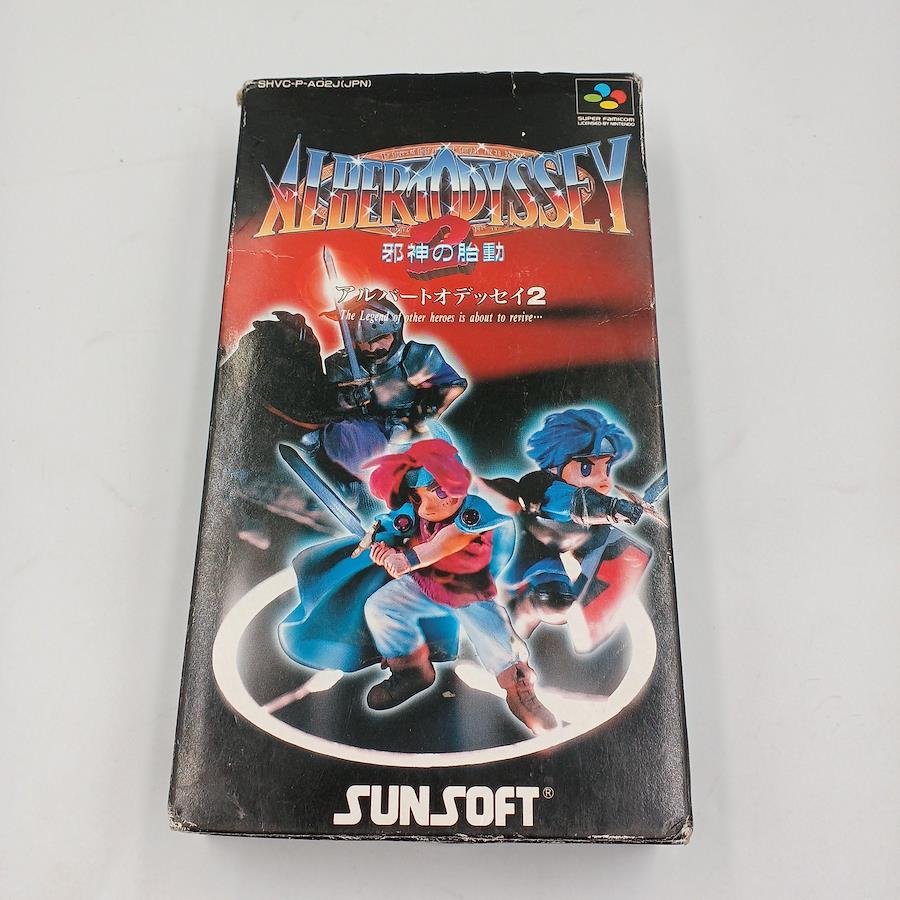 SHVC-P-AO2J(JPN)
SUPER FAMICOM
LICENSED BY NINTENDO
ALBERT ODYSSEY
2
邪神の胎動
アルバートオデッセイ2
The Legend of other heroes is about to revive…
SUNSOFT®